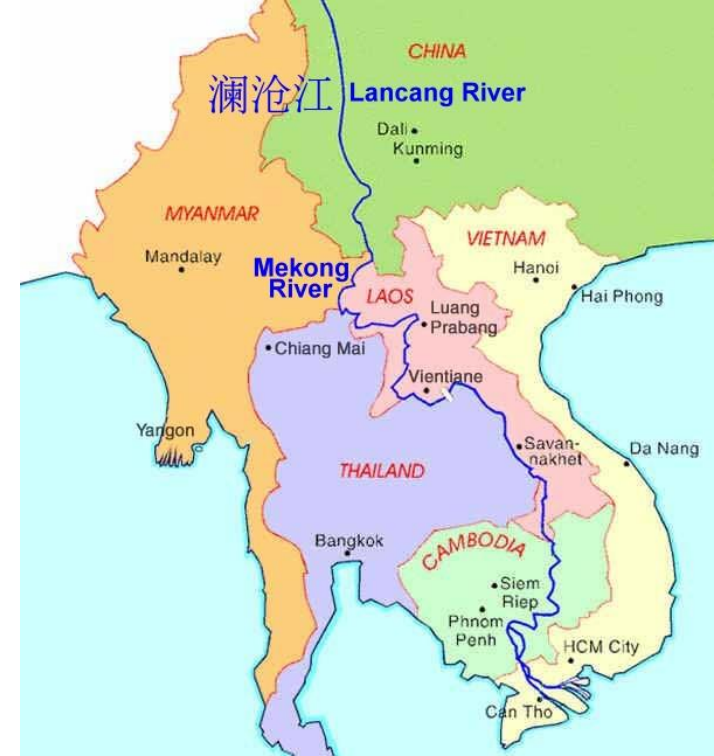 CHINA
澜沧江 Lancang River
Dali
Kunming
MYANMAR
VIETNAM
Mandalay
Mekong
River
Hanoi
LAOS
Hai Phong
Luang
Prabang
Chiang Mai
Vientiane
Yangon
Savan-
nakhet
Da Nang
THAILAND
Bangkok
CAMBODIA
Siem
Riep
Phnom
Penh
HCM City
Can Tho